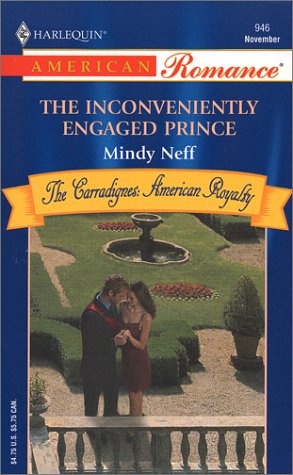 HARLEQUIN®
946
November
AMERICAN Romance®
THE INCONVENIENTLY
ENGAGED PRINCE
Mindy Neff
The Carradignes: American Royalty
$4.75 U.S. $5.75 CAN.